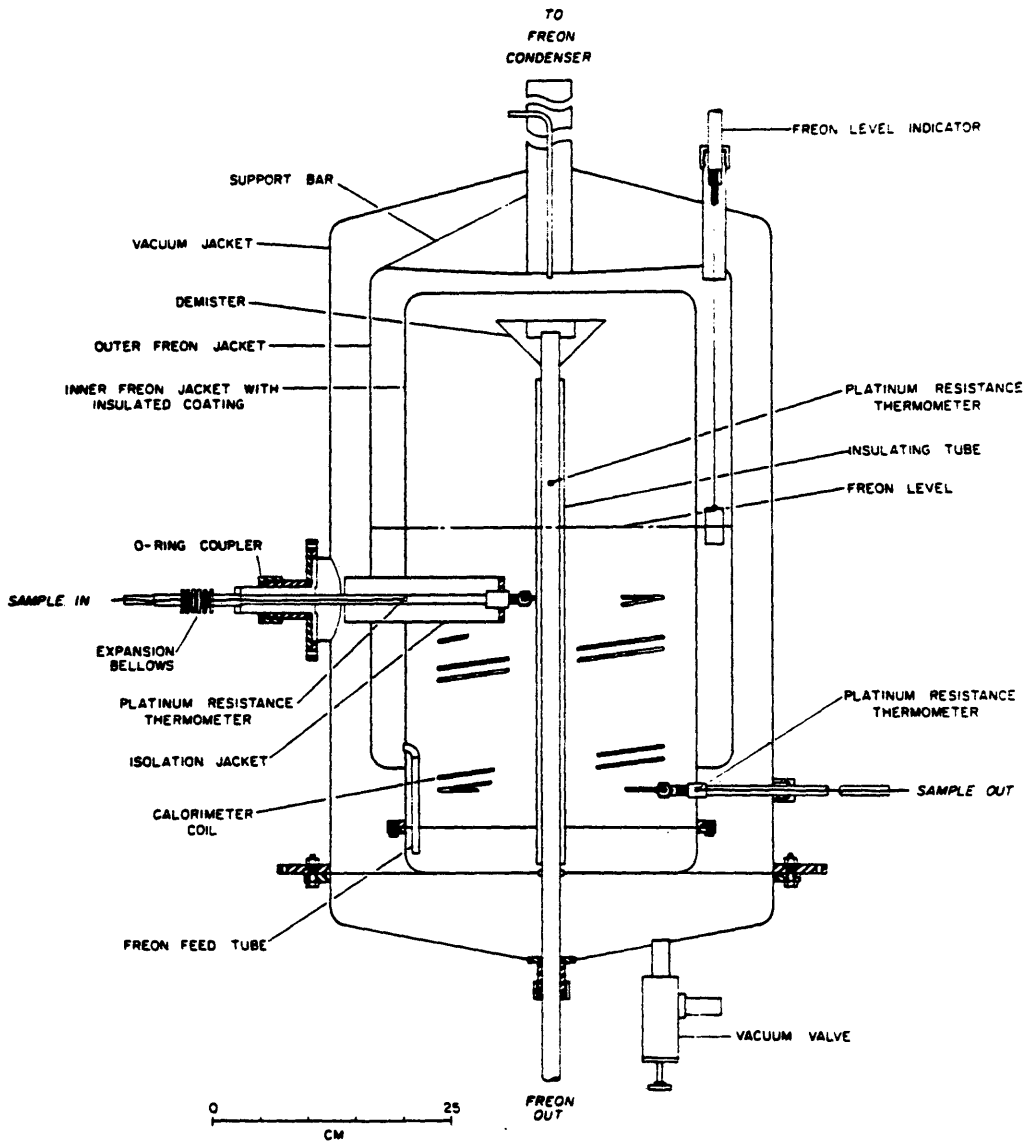 TO
FREON
CONDENSER
FREON LEVEL INDICATOR
SUPPORT BAR
VACUUM JACKET
DEMISTER
OUTER FREON JACKET
INNER FREON JACKET WITH
INSULATED COATING
PLATINUM RESISTANCE
THERMOMETER
INSULATING TUBE
FREON LEVEL
O-RING COUPLER
SAMPLE IN
EXPANSION
BELLOWS
PLATINUM RESISTANCE
THERMOMETER
ISOLATION JACKET
CALORIMETER
COIL
PLATINUM RESISTANCE
THERMOMETER
SAMPLE OUT
FREON FEED TUBE
VACUUM VALVE
FREON
OUT
0 25
CM